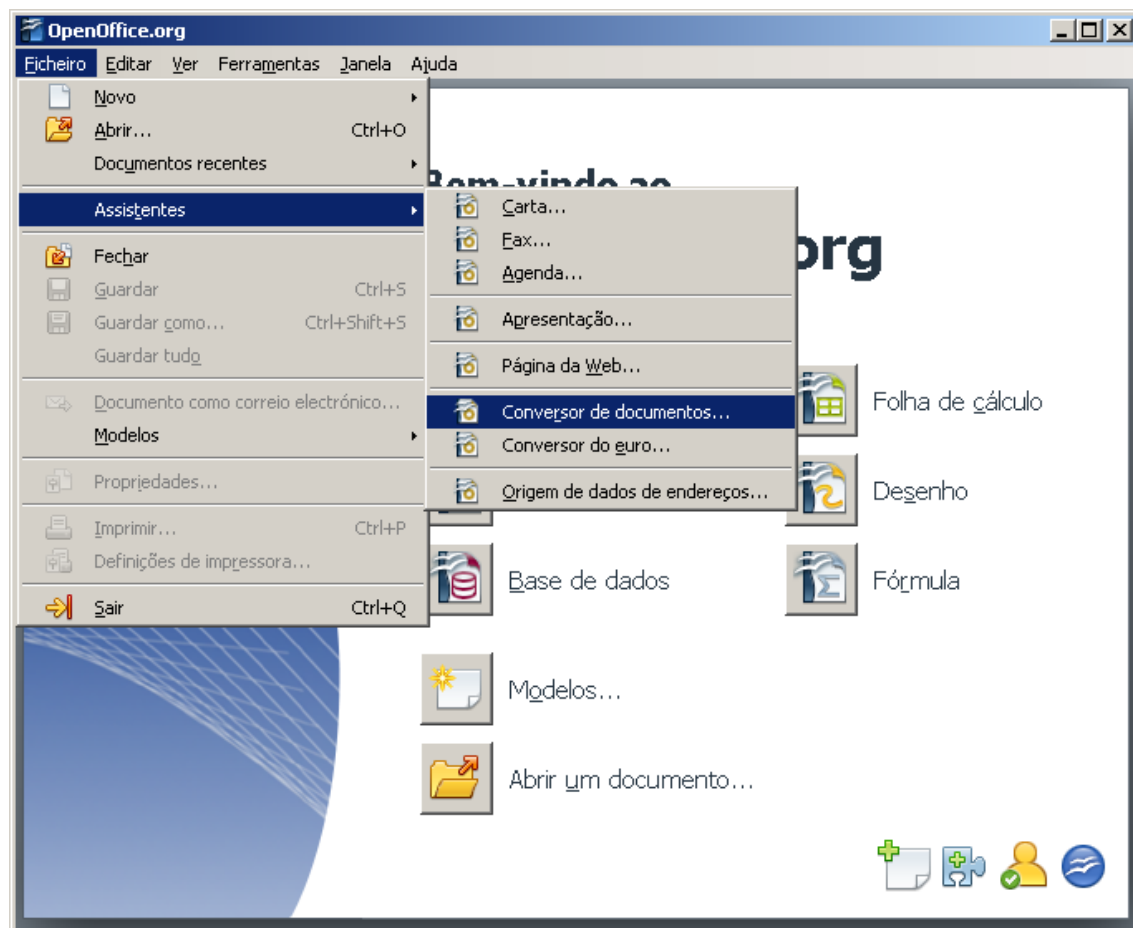 OpenOffice.org
Ficheiro Editar Ver Ferramentas Janela Ajuda
Novo
Abrir... Ctrl+O
Documentos recentes
Assistentes
Fechar
Guardar Ctrl+S
Guardar como... Ctrl+Shift+S
Guardar tudo
Documento como correio electrónico...
Modelos
Propriedades...
Imprimir... Ctrl+P
Definições de impressora...
Sair Ctrl+Q
Carta...
Fax...
Agenda...
Apresentação...
Página da Web...
Conversor de documentos...
Conversor do euro...
Origem de dados de endereços...
Bem-vindo ao
org
Folha de cálculo
Desenho
Base de dados
Fórmula
Modelos...
Abrir um documento...